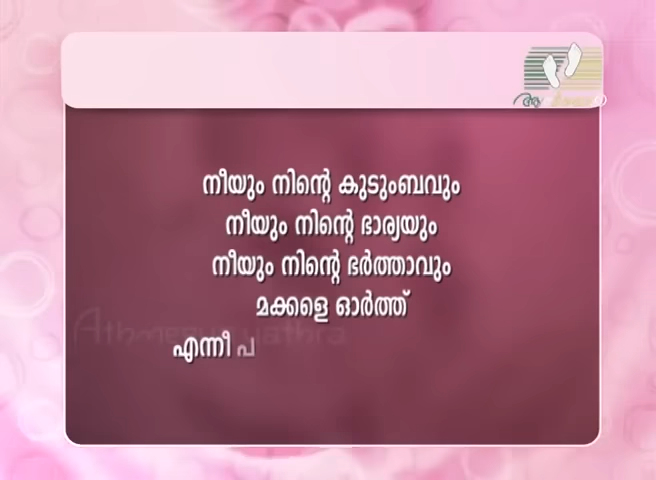 നീയും നിന്റെ കുടുംബവും
നീയും നിന്റെ ഭാര്യയും
നീയും നിന്റെ ഭർത്താവും
മക്കളെ ഓർത്ത്
എന്നീ പ